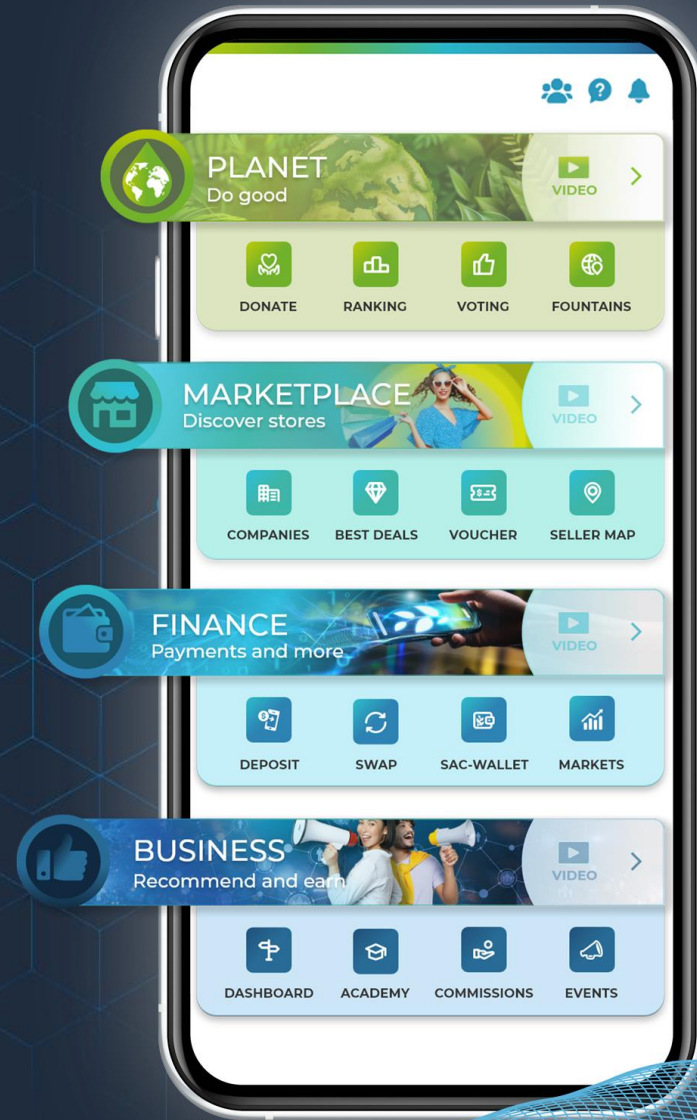 PLANET
Do good
VIDEO
DONATE RANKING VOTING FOUNTAINS
MARKETPLACE
Discover stores
VIDEO
COMPANIES BEST DEALS VOUCHER SELLER MAP
FINANCE
Payments and more
VIDEO
DEPOSIT SWAP SAC-WALLET MARKETS
BUSINESS
Recommend and earn
VIDEO
DASHBOARD ACADEMY COMMISSIONS EVENTS